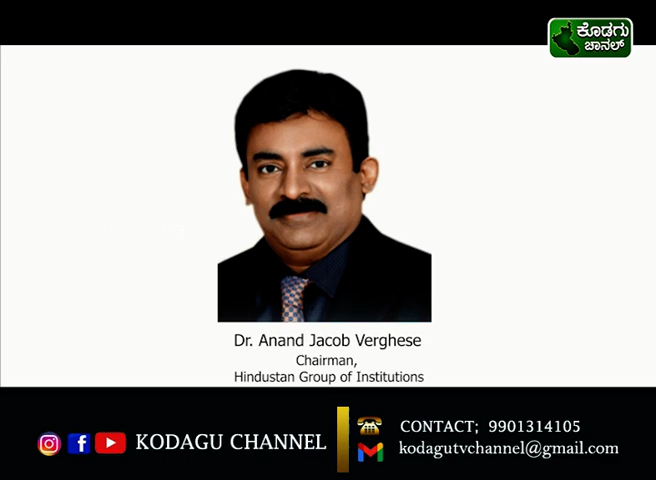 ಕೊಡಗು
ಚಾನಲ್
Dr. Anand Jacob Verghese
Chairman,
Hindustan Group of Institutions
KODAGU CHANNEL
CONTACT; 9901314105
kodagutvchannel@gmail.com